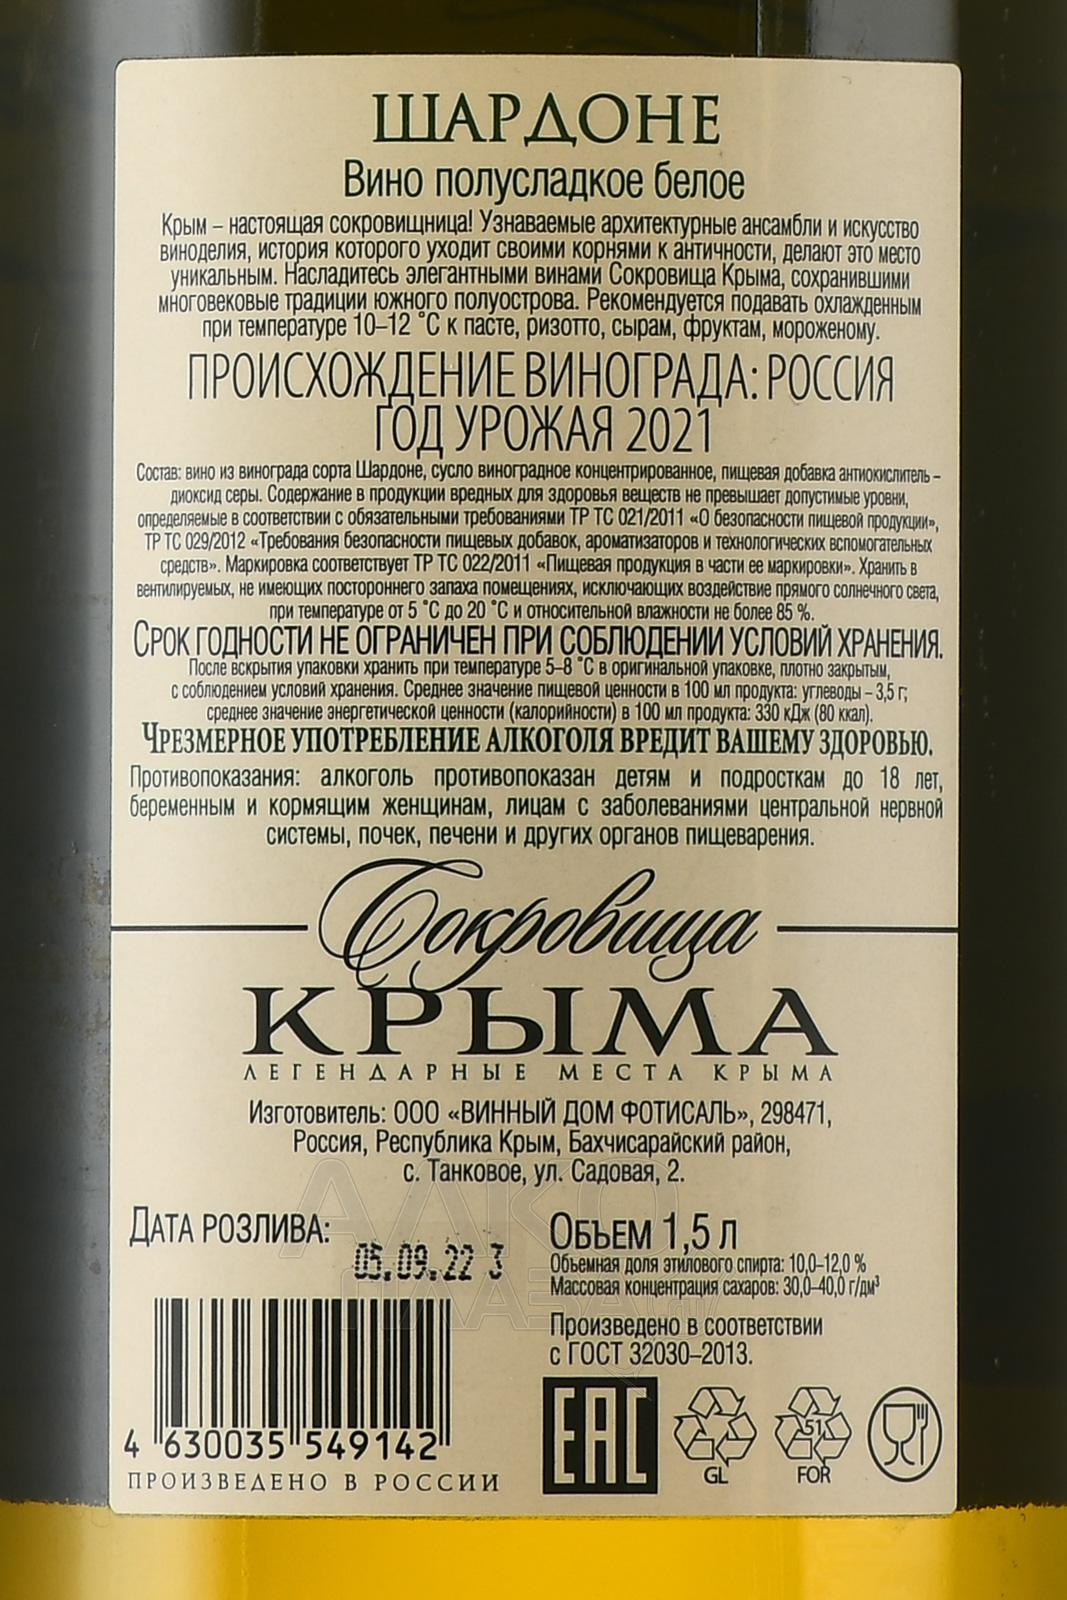 ШАРДОНЕ
Вино полусладкое белое
Крым – настоящая сокровищница! Узнаваемые архитектурные ансамбли и искусство
виноделия, история которого уходит своими корнями к античности, делают это место
уникальным. Насладитесь элегантными винами Сокровища Крыма, сохранившими
многовековые традиции южного полуострова. Рекомендуется подавать охлажденным
при температуре 10–12 °С к пасте, ризотто, сырам, фруктам, мороженому.
ПРОИСХОЖДЕНИЕ ВИНОГРАДА: РОССИЯ
ГОД УРОЖАЯ 2021
Состав: вино из винограда сорта Шардоне, сусло виноградное концентрированное, пищевая добавка антиокислитель –
диоксид серы. Содержание в продукции вредных для здоровья веществ не превышает допустимые уровни,
определяемые в соответствии с обязательными требованиями ТР ТС 021/2011 «О безопасности пищевой продукции»,
ТР ТС 029/2012 «Требования безопасности пищевых добавок, ароматизаторов и технологических вспомогательных
средств». Маркировка соответствует ТР ТС 022/2011 «Пищевая продукция в части ее маркировки». Хранить в
вентилируемых, не имеющих постороннего запаха помещениях, исключающих воздействие прямого солнечного света,
при температуре от 5 °С до 20 °С и относительной влажности не более 85 %.
СРОК ГОДНОСТИ НЕ ОГРАНИЧЕН ПРИ СОБЛЮДЕНИИ УСЛОВИЙ ХРАНЕНИЯ.
После вскрытия упаковки хранить при температуре 5–8 °С в оригинальной упаковке, плотно закрытым,
с соблюдением условий хранения. Среднее значение пищевой ценности в 100 мл продукта: углеводы – 3,5 г;
среднее значение энергетической ценности (калорийности) в 100 мл продукта: 330 кДж (80 ккал).
ЧРЕЗМЕРНОЕ УПОТРЕБЛЕНИЕ АЛКОГОЛЯ ВРЕДИТ ВАШЕМУ ЗДОРОВЬЮ.
Противопоказания: алкоголь противопоказан детям и подросткам до 18 лет,
беременным и кормящим женщинам, лицам с заболеваниями центральной нервной
системы, почек, печени и других органов пищеварения.
Сокровища
КРЫМА
ЛЕГЕНДАРНЫЕ МЕСТА КРЫМА
Изготовитель: ООО «ВИННЫЙ ДОМ ФОТИСАЛЬ», 298471,
Россия, Республика Крым, Бахчисарайский район,
с. Танковое, ул. Садовая, 2.
ДАТА РОЗЛИВА:
05.09.22 3
ОБЪЕМ 1,5 л
Объемная доля этилового спирта: 10,0–12,0 %
Массовая концентрация сахаров: 30,0–40,0 г/дм³
Произведено в соответствии
с ГОСТ 32030–2013.
4 630035 549142
ПРОИЗВЕДЕНО В РОССИИ
EAC
GL
51
FOR
АЛКО
ПЛАЗА.ru